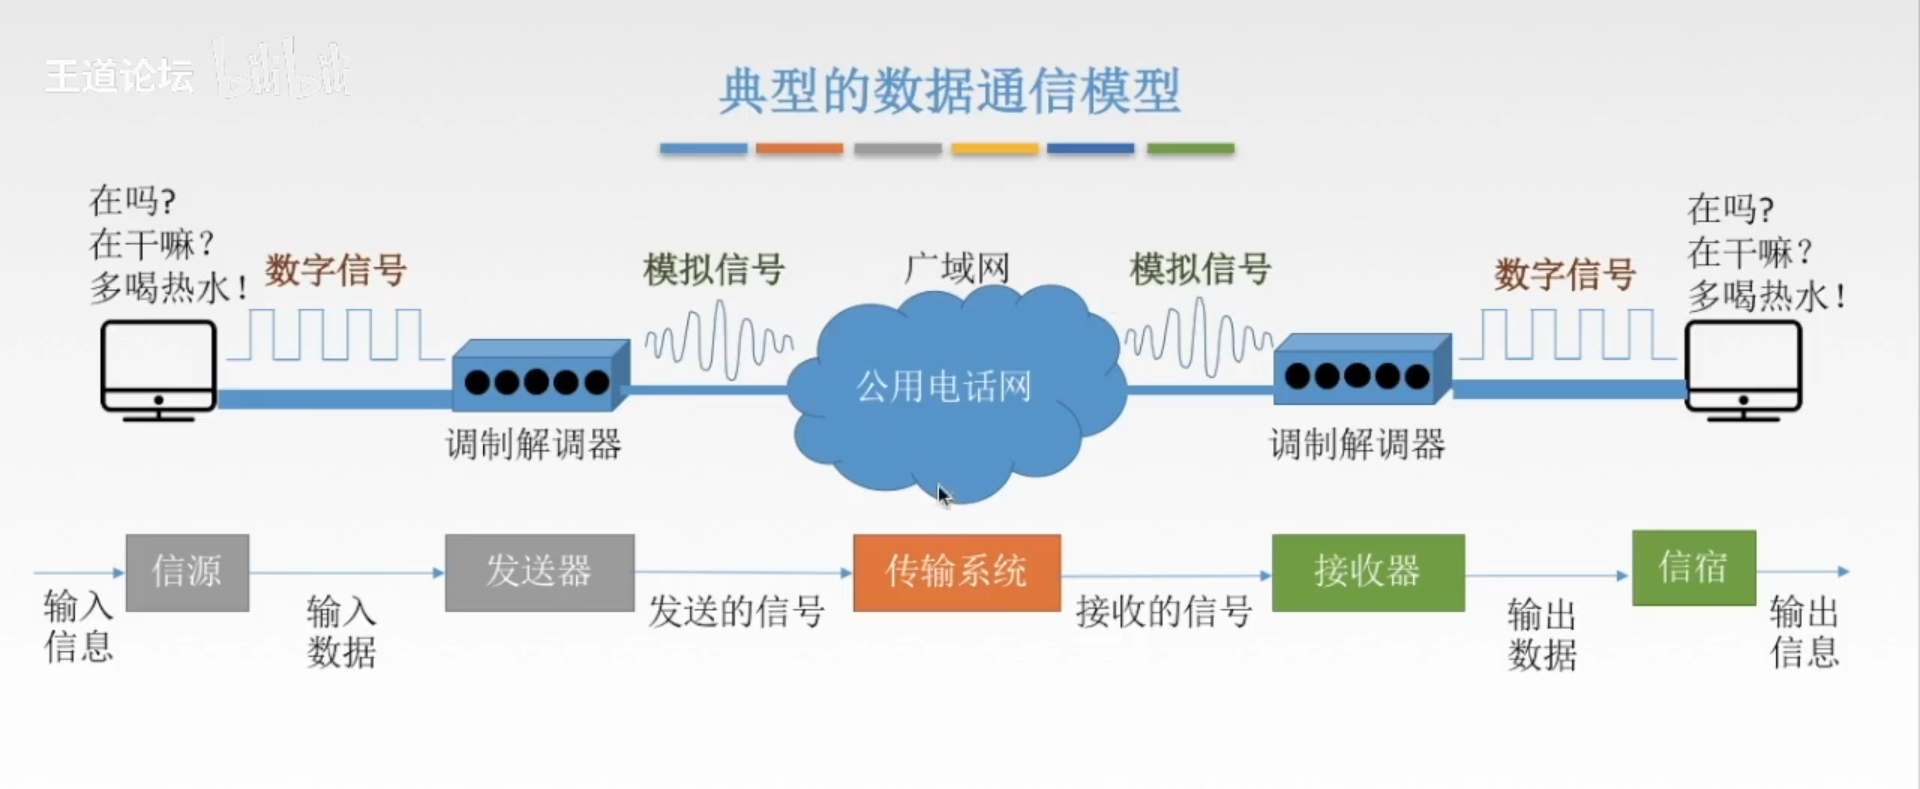 王道论坛 bilibili
典型的数据通信模型
在吗?
在干嘛?
多喝热水!
数字信号
模拟信号
广域网
模拟信号
数字信号
在吗?
在干嘛?
多喝热水!
公用电话网
调制解调器
调制解调器
信源
发送器
传输系统
接收器
信宿
输入
信息
输入
数据
发送的信号
接收的信号
输出
数据
输出
信息